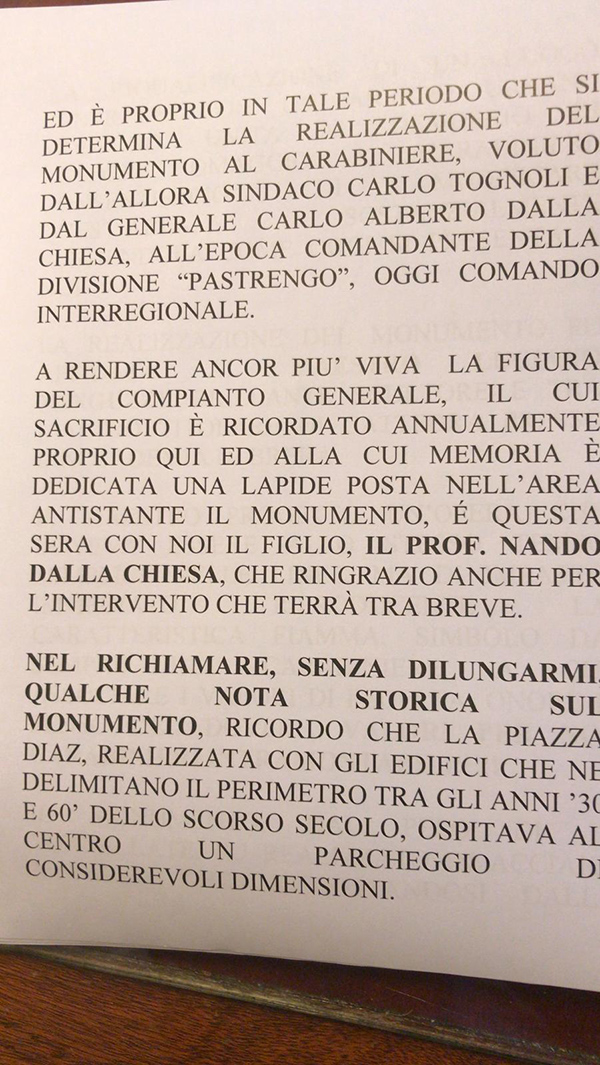 ED È PROPRIO IN TALE PERIODO CHE SI
DETERMINA LA REALIZZAZIONE DEL
MONUMENTO AL CARABINIERE, VOLUTO
DALL'ALLORA SINDACO CARLO TOGNOLI E
DAL GENERALE CARLO ALBERTO DALLA
CHIESA, ALL'EPOCA COMANDANTE DELLA
DIVISIONE “PASTRENGO”, OGGI COMANDO
INTERREGIONALE.
A RENDERE ANCOR PIU' VIVA LA FIGURA
DEL COMPIANTO GENERALE, IL CUI
SACRIFICIO È RICORDATO ANNUALMENTE
PROPRIO QUI ED ALLA CUI MEMORIA È
DEDICATA UNA LAPIDE POSTA NELL'AREA
ANTISTANTE IL MONUMENTO, É QUESTA
SERA CON NOI IL FIGLIO, IL PROF. NANDO
DALLA CHIESA, CHE RINGRAZIO ANCHE PER
L'INTERVENTO CHE TERRÀ TRA BREVE.
NEL RICHIAMARE, SENZA DILUNGARMI,
QUALCHE NOTA STORICA SUL
MONUMENTO, RICORDO CHE LA PIAZZA
DIAZ, REALIZZATA CON GLI EDIFICI CHE NE
DELIMITANO IL PERIMETRO TRA GLI ANNI '30
E 60' DELLO SCORSO SECOLO, OSPITAVA AL
CENTRO UN PARCHEGGIO DI
CONSIDEREVOLI DIMENSIONI.